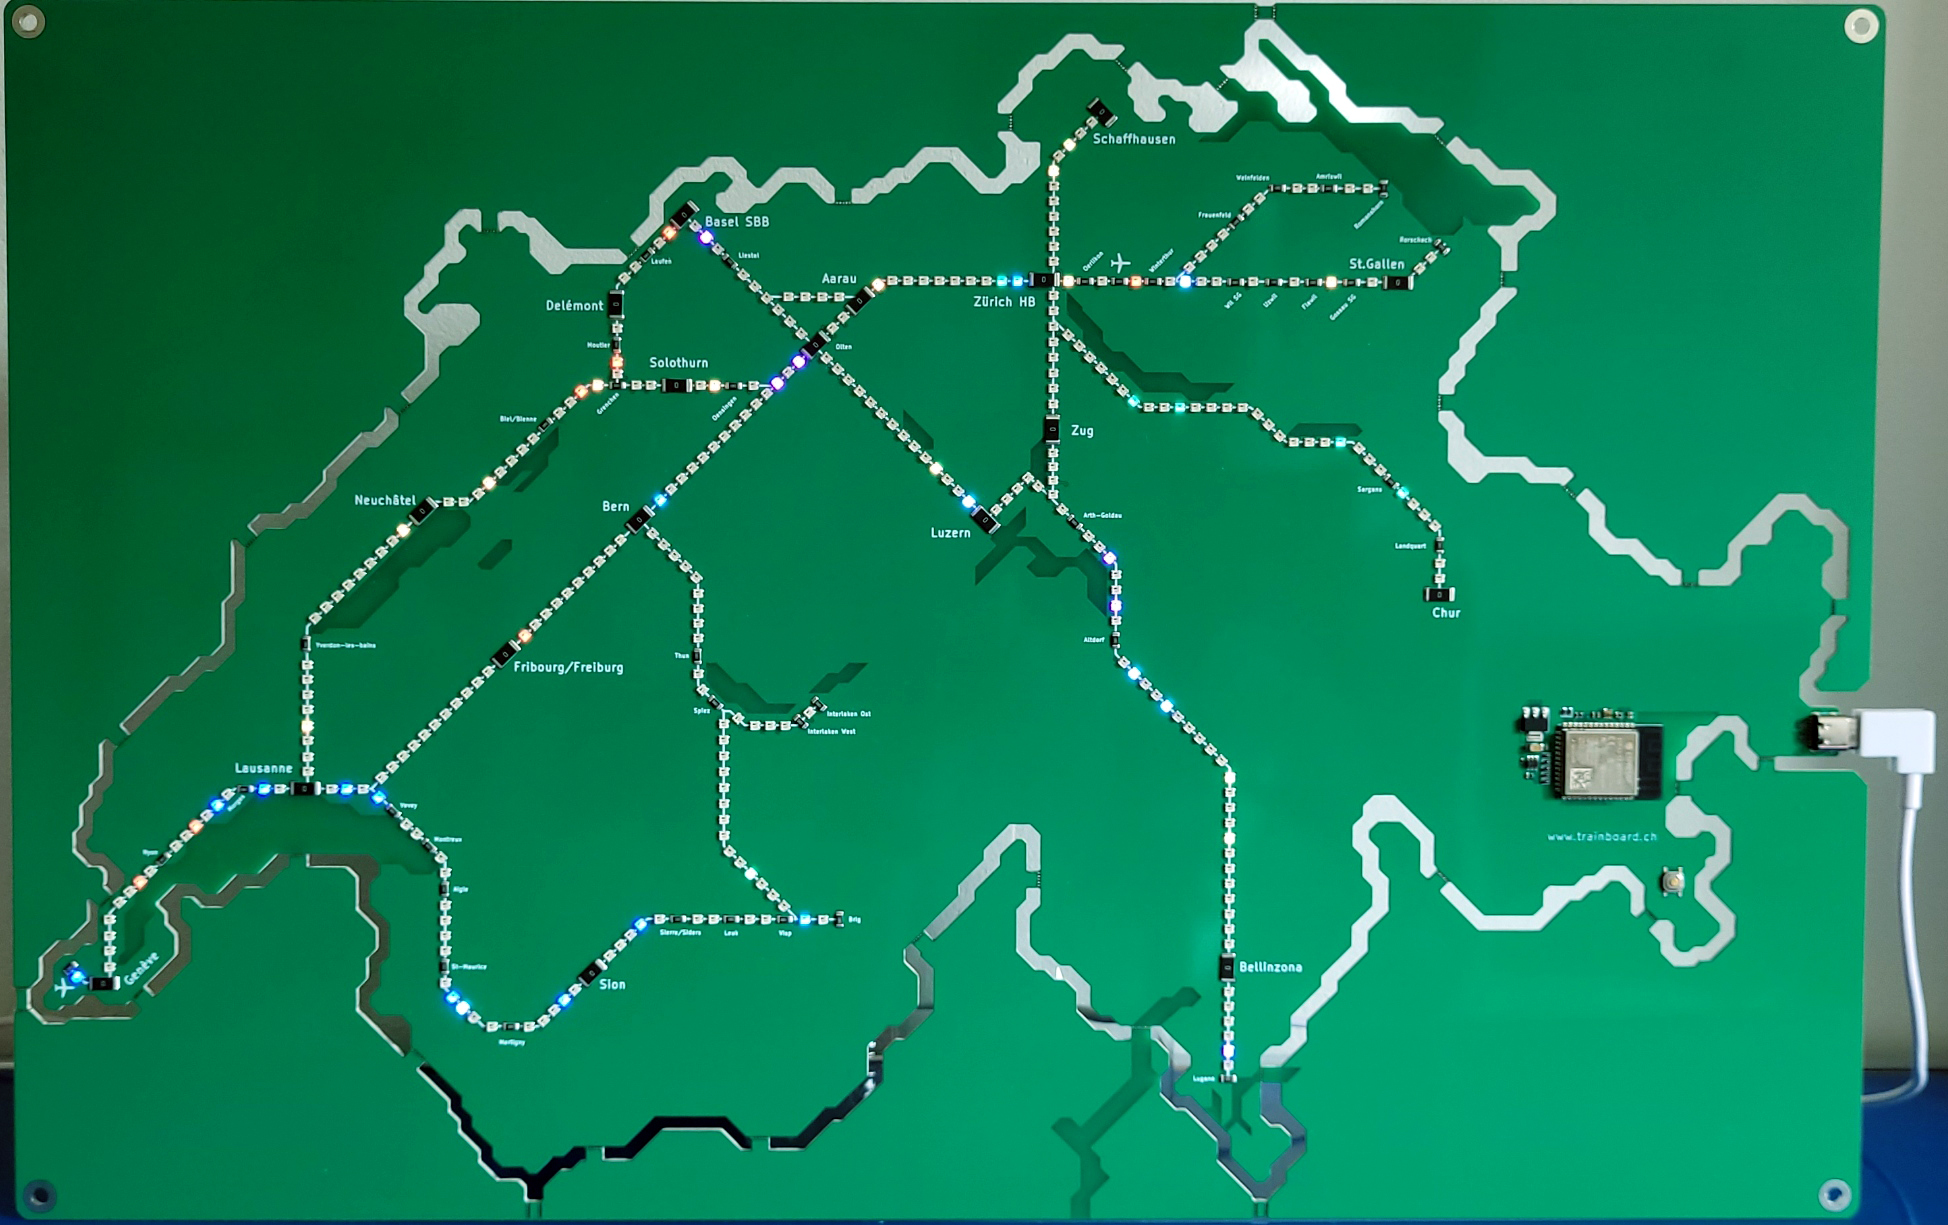 Schaffhausen
Weinfelden
Amriswil
Romanshorn
Frauenfeld
Basel SBB
Rorschach
Liestal
Laufen
Oerlikon
Winterthur
St.Gallen
Aarau
Zürich HB
Delémont
Wil SG
Uzwil
Flawil
Gossau SG
Moutier
Olten
Solothurn
Grenchen
Oensingen
Biel/Bienne
Zug
Neuchâtel
Sargans
Bern
Luzern
Arth-Goldau
Landquart
Chur
Yverdon-les-bains
Altdorf
Thun
Fribourg/Freiburg
Spiez
Interlaken Ost
Interlaken West
Lausanne
Morges
Vevey
Montreux
www.trainboard.ch
Nyon
Aigle
Sierre/Siders
Leuk
Visp
Brig
Genève
St-Maurice
Sion
Bellinzona
Martigny
Lugano